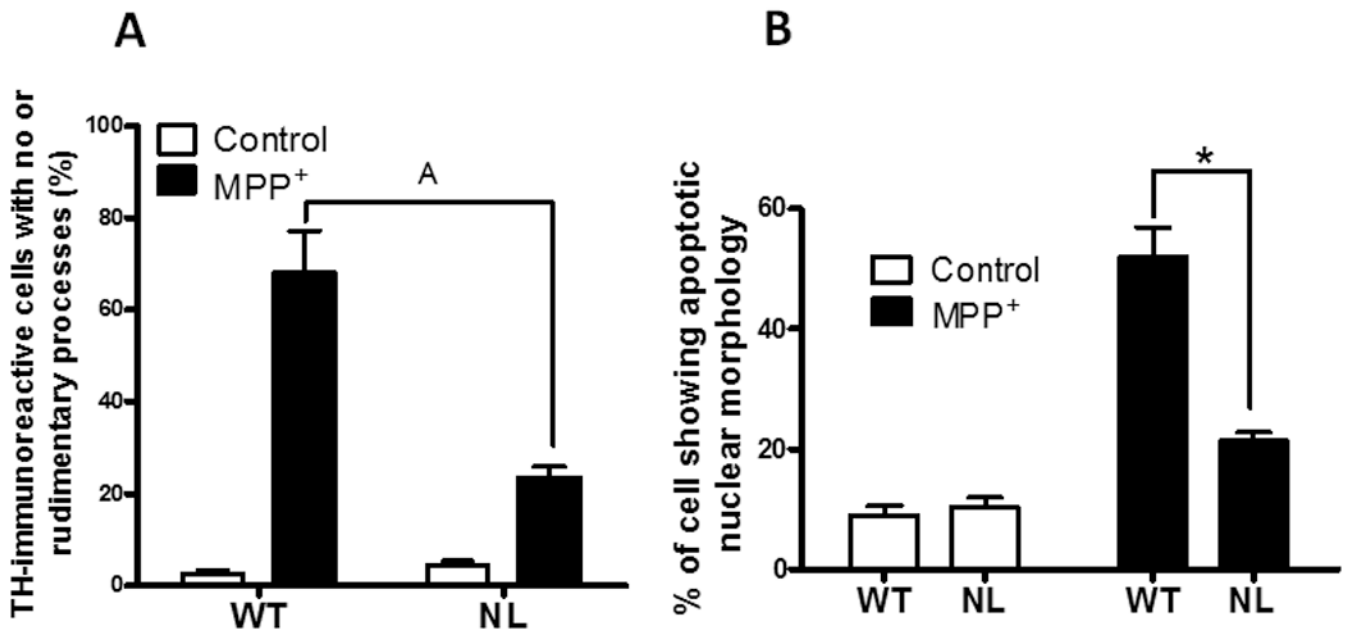 A
TH-immunoreactive cells with no or
rudimentary processes (%)
100
80
60
40
20
0
Control
MPP+
A
WT
NL
B
% of cell showing apoptotic
nuclear morphology
60
40
20
0
Control
MPP+
*
WT
NL
WT
NL